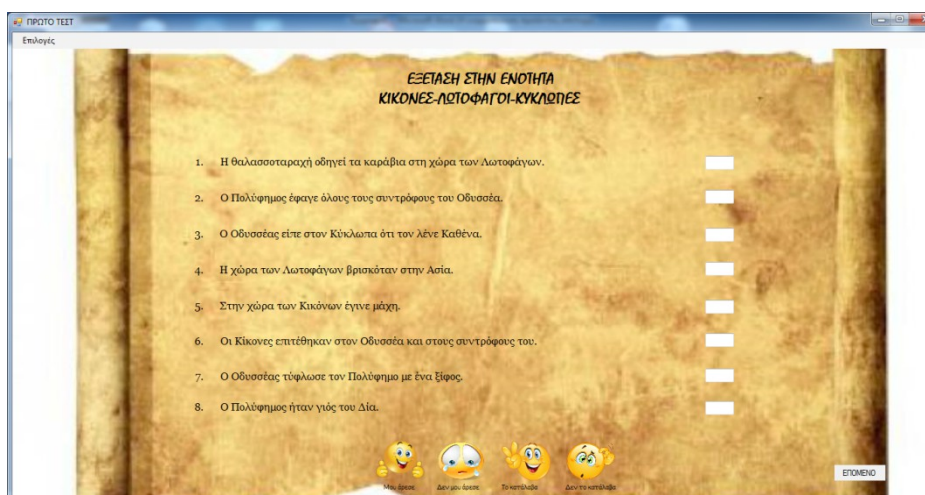 ΠΡΩΤΟ ΤΕΣΤ
Επιλογές
ΕΞΕΤΑΣΗ ΣΤΗΝ ΕΝΟΤΗΤΑ
ΚΙΚΟΝΕΣ-ΛΩΤΟΦΑΓΟΙ-ΚΥΚΛΩΠΕΣ
1. Η θαλασσοταραχή οδηγεί τα καράβια στη χώρα των Λωτοφάγων.
2. Ο Πολύφημος έφαγε όλους τους συντρόφους του Οδυσσέα.
3. Ο Οδυσσέας είπε στον Κύκλωπα ότι τον λένε Καθένα.
4. Η χώρα των Λωτοφάγων βρισκόταν στην Ασία.
5. Στην χώρα των Κικόνων έγινε μάχη.
6. Οι Κίκονες επιτέθηκαν στον Οδυσσέα και στους συντρόφους του.
7. Ο Οδυσσέας τύφλωσε τον Πολύφημο με ένα ξίφος.
8. Ο Πολύφημος ήταν γιός του Δία.
Μου άρεσε Δεν μου άρεσε Το κατάλαβα Δεν το κατάλαβα
ΕΠΟΜΕΝΟ